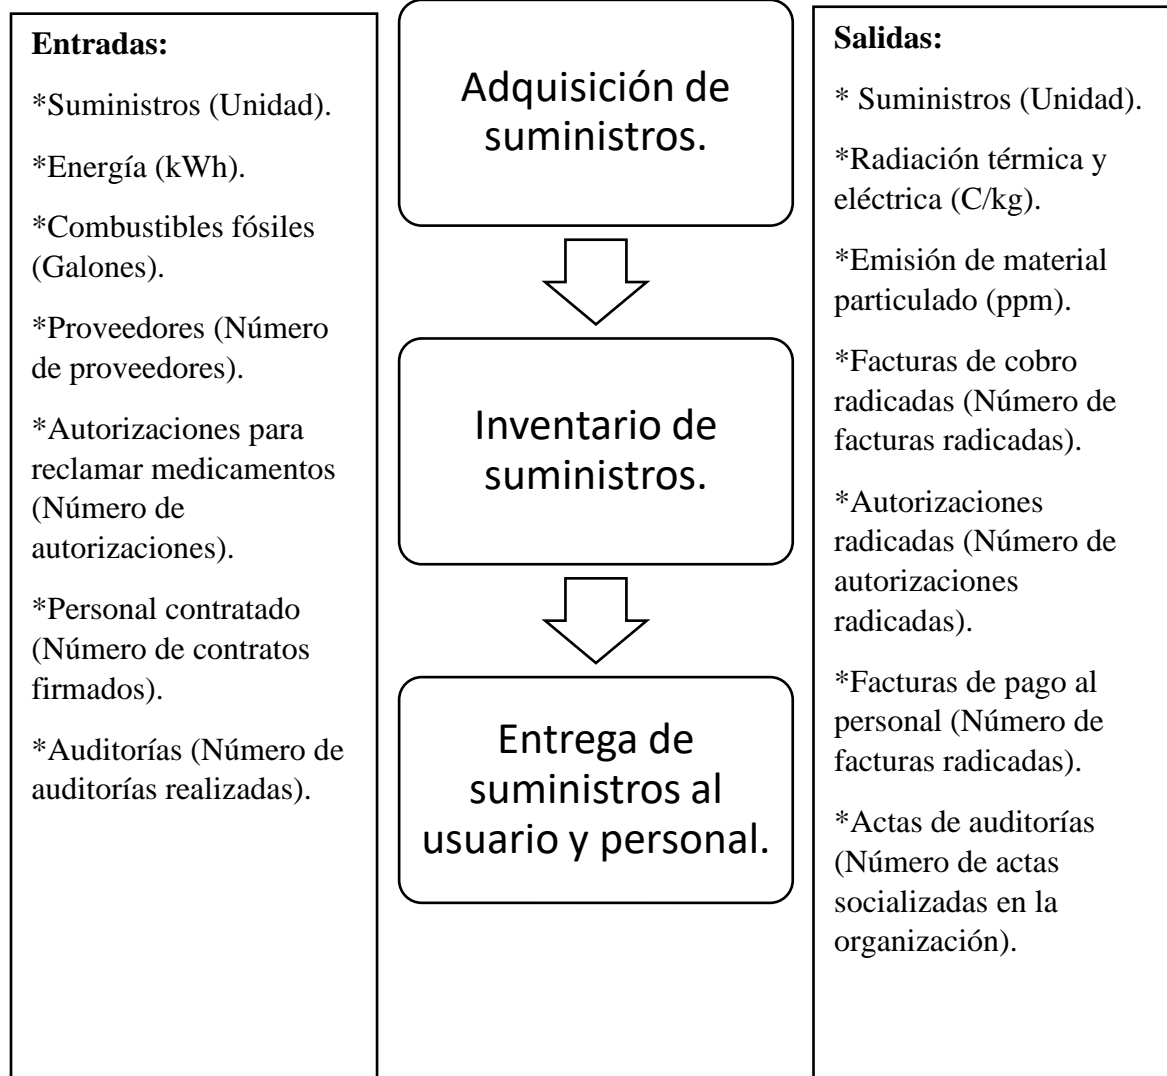 Entradas:
*Suministros (Unidad).
*Energía (kWh).
*Combustibles fósiles
(Galones).
*Proveedores (Número
de proveedores).
*Autorizaciones para
reclamar medicamentos
(Número de
autorizaciones).
*Personal contratado
(Número de contratos
firmados).
*Auditorías (Número de
auditorías realizadas).
Adquisición de
suministros.
Inventario de
suministros.
Entrega de
suministros al
usuario y personal.
Salidas:
* Suministros (Unidad).
*Radiación térmica y
eléctrica (C/kg).
*Emisión de material
particulado (ppm).
*Facturas de cobro
radicadas (Número de
facturas radicadas).
*Autorizaciones
radicadas (Número de
autorizaciones
radicadas).
*Facturas de pago al
personal (Número de
facturas radicadas).
*Actas de auditorías
(Número de actas
socializadas en la
organización).